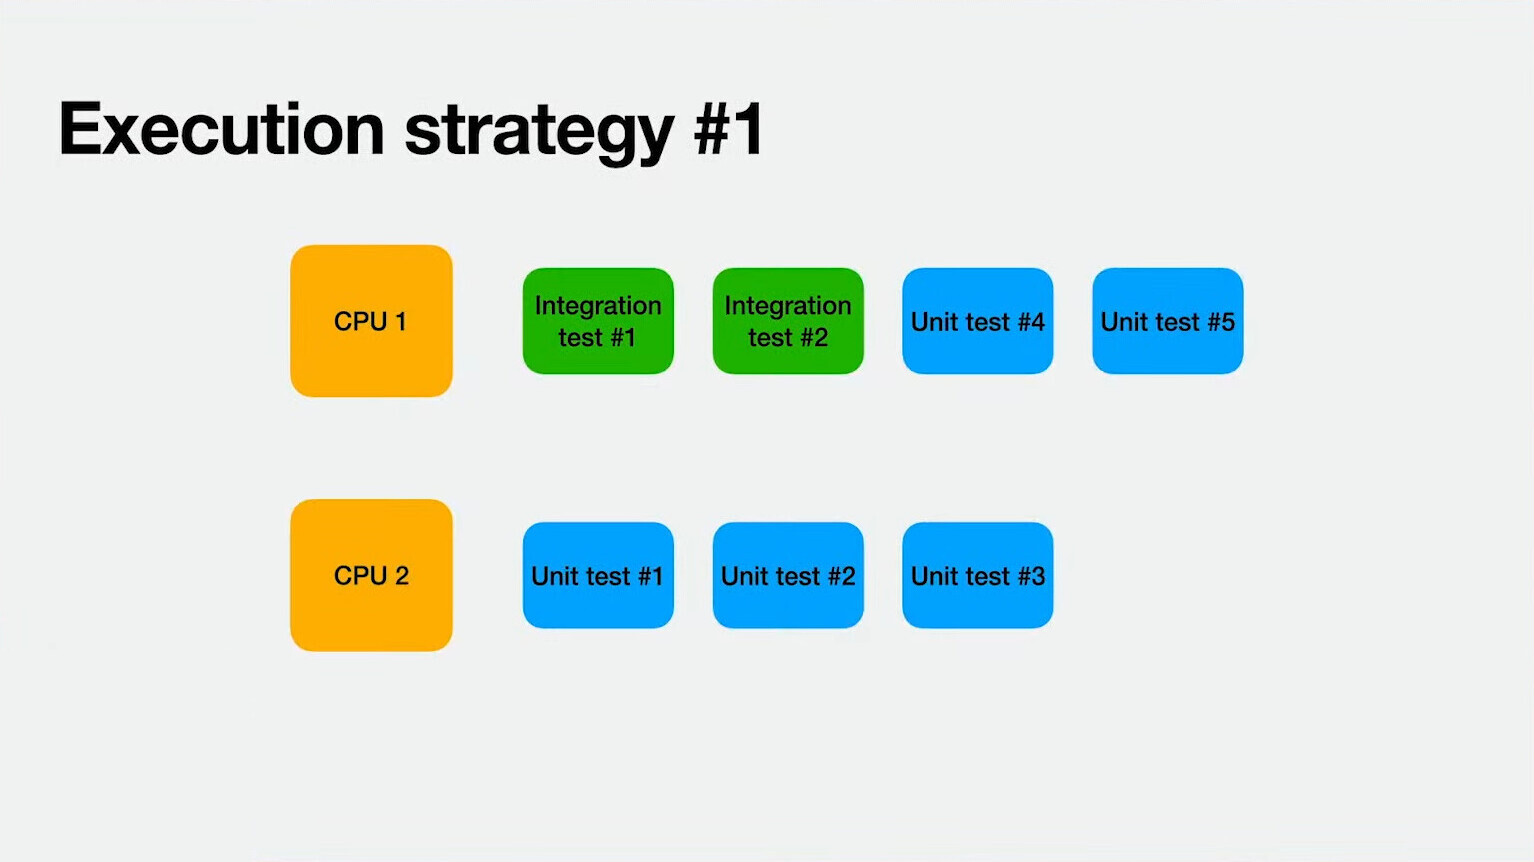 Execution strategy #1
CPU 1
Integration
test #1
Integration
test #2
Unit test #4
Unit test #5
CPU 2
Unit test #1
Unit test #2
Unit test #3